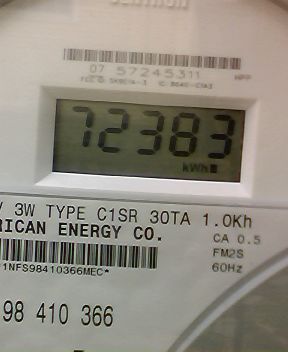 07 57245311
72383
kWh
3W TYPE C1SR 30TA 1.0Kh
RICAN ENERGY CO.
CA 0.5
FM2S
60Hz
1NFS98410366MEC*
98 410 366